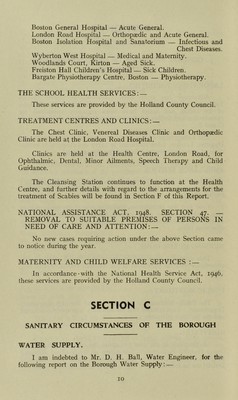 Boston General Hospital — Acute General.
London Road Hospital — Orthopædic and Acute General.
Boston Isolation Hospital and Sanatorium — Infectious and
Chest Diseases.
Wyberton West Hospital — Medical and Maternity.
Woodlands Court, Kirton — Aged Sick.
Freiston Hall Children's Hospital — Sick Children.
Bargate Physiotherapy Centre, Boston — Physiotherapy.
THE SCHOOL HEALTH SERVICES:—
These services are provided by the Holland County Council.
TREATMENT CENTRES AND CLINICS:—
The Chest Clinic, Venereal Diseases Clinic and Orthopædic
Clinic are held at the London Road Hospital.
Clinics are held at the Health Centre, London Road, for
Ophthalmic, Dental, Minor Ailments, Speech Therapy and Child
Guidance.
The Cleansing Station continues to function at the Health
Centre, and further details with regard to the arrangements for the
treatment of Scabies will be found in Section F of this Report.
NATIONAL ASSISTANCE ACT, 1948. SECTION 47. —
REMOVAL TO SUITABLE PREMISES OF PERSONS IN
NEED OF CARE AND ATTENTION:—
No new cases requiring action under the above Section came
to notice during the year.
MATERNITY AND CHILD WELFARE SERVICES :—
In accordance with the National Health Service Act, 1946,
these services are provided by the Holland County Council.
SECTION C
SANITARY CIRCUMSTANCES OF THE BOROUGH
WATER SUPPLY.
I am indebted to Mr. D. H. Ball, Water Engineer, for the
following report on the Borough Water Supply:—
10